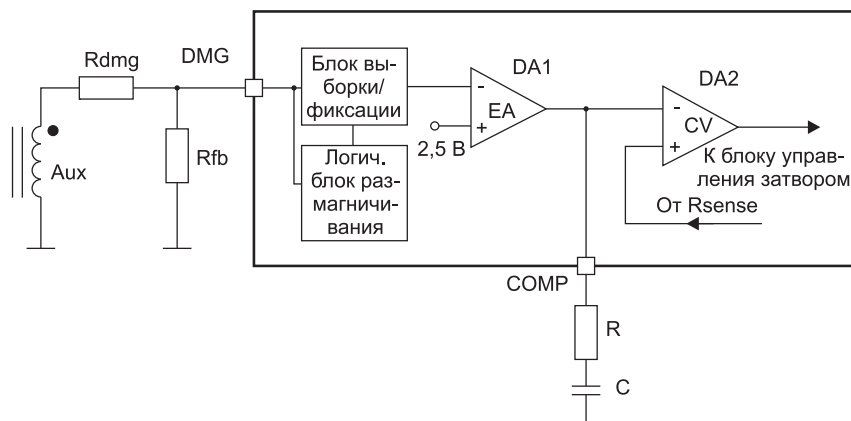 Rdmg
DMG
Блок вы-
борки/
фиксации
DA1
-
EA
+
2,5 В
DA2
-
CV
+
К блоку управ-
ления затвором
От Rsense
Aux
Rfb
Логич.
блок раз-
магничи-
вания
COMP
R
C